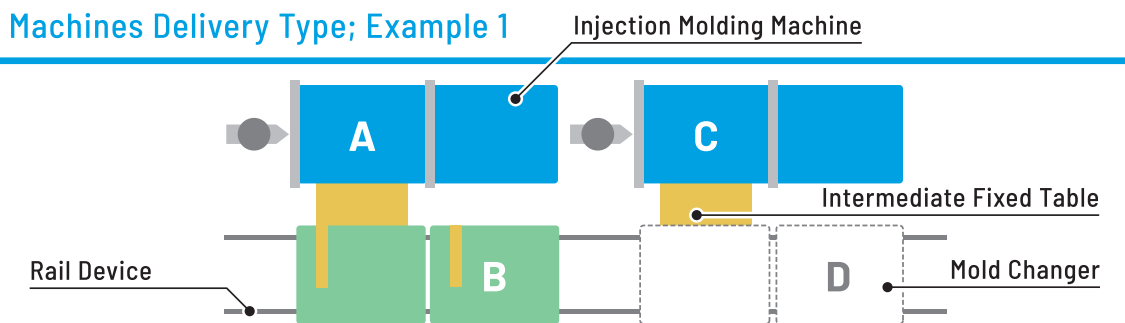 Machines Delivery Type; Example 1
Injection Molding Machine
A
C
Intermediate Fixed Table
Rail Device
B
D
Mold Changer